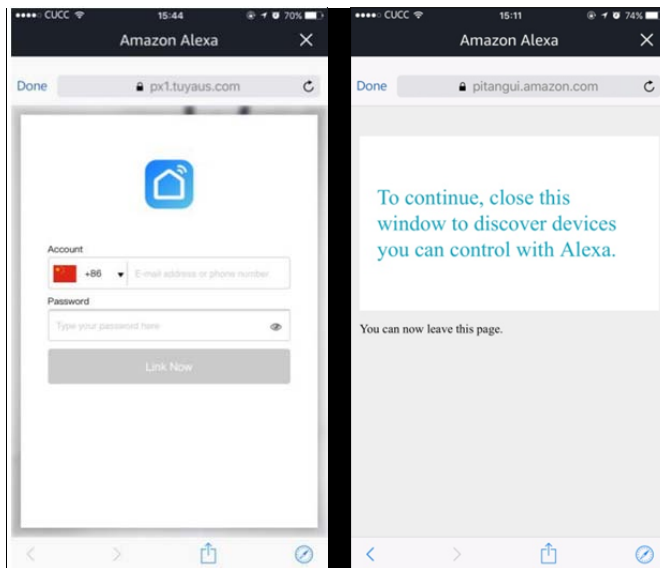 CUCC 15:44 70%
Amazon Alexa
Done px1.tuyaus.com
Account
+86 E-mail address or phone number
Password
Type your password here
Link Now
CUCC 15:11 74%
Amazon Alexa
Done pitangui.amazon.com
To continue, close this
window to discover devices
you can control with Alexa.
You can now leave this page.